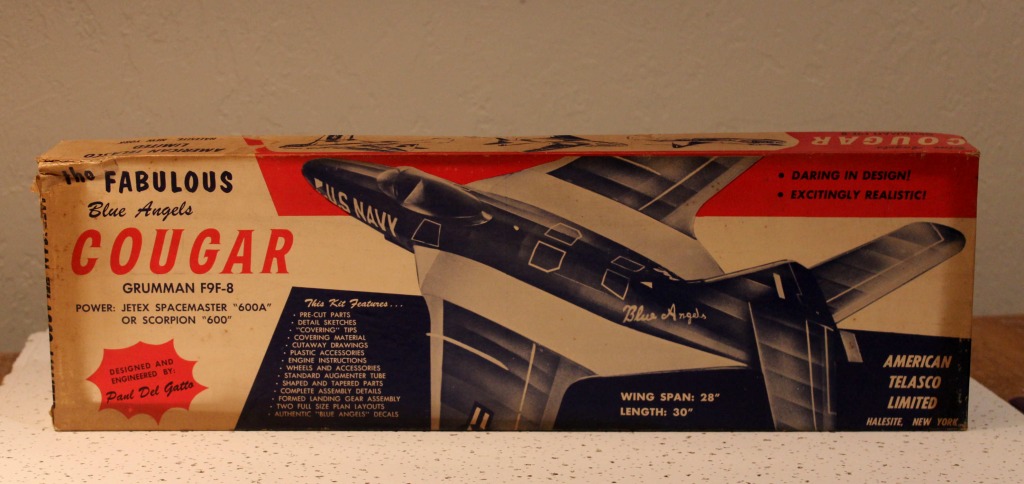 AMERICAN TELASCO
LIMITED
COUGAR
the FABULOUS
Blue Angels
COUGAR
GRUMMAN F9F-8
POWER: JETEX SPACEMASTER "600A"
OR SCORPION "600"
DESIGNED AND
ENGINEERED BY:
Paul Del Gatto
This Kit Features...
• PRE-CUT PARTS
• DETAIL SKETCHES
• "COVERING" TIPS
• COVERING MATERIAL
• CUTAWAY DRAWINGS
• PLASTIC ACCESSORIES
• ENGINE INSTRUCTIONS
• WHEELS AND ACCESSORIES
• STANDARD AUGMENTER TUBE
• SHAPED AND TAPERED PARTS
• COMPLETE ASSEMBLY DETAILS
• FORMED LANDING GEAR ASSEMBLY
• TWO FULL SIZE PLAN LAYOUTS
• AUTHENTIC "BLUE ANGELS" DECALS
U.S NAVY
Blue Angels
• DARING IN DESIGN!
• EXCITINGLY REALISTIC!
WING SPAN: 28"
LENGTH: 30"
AMERICAN
TELASCO
LIMITED
HALESITE, NEW YORK